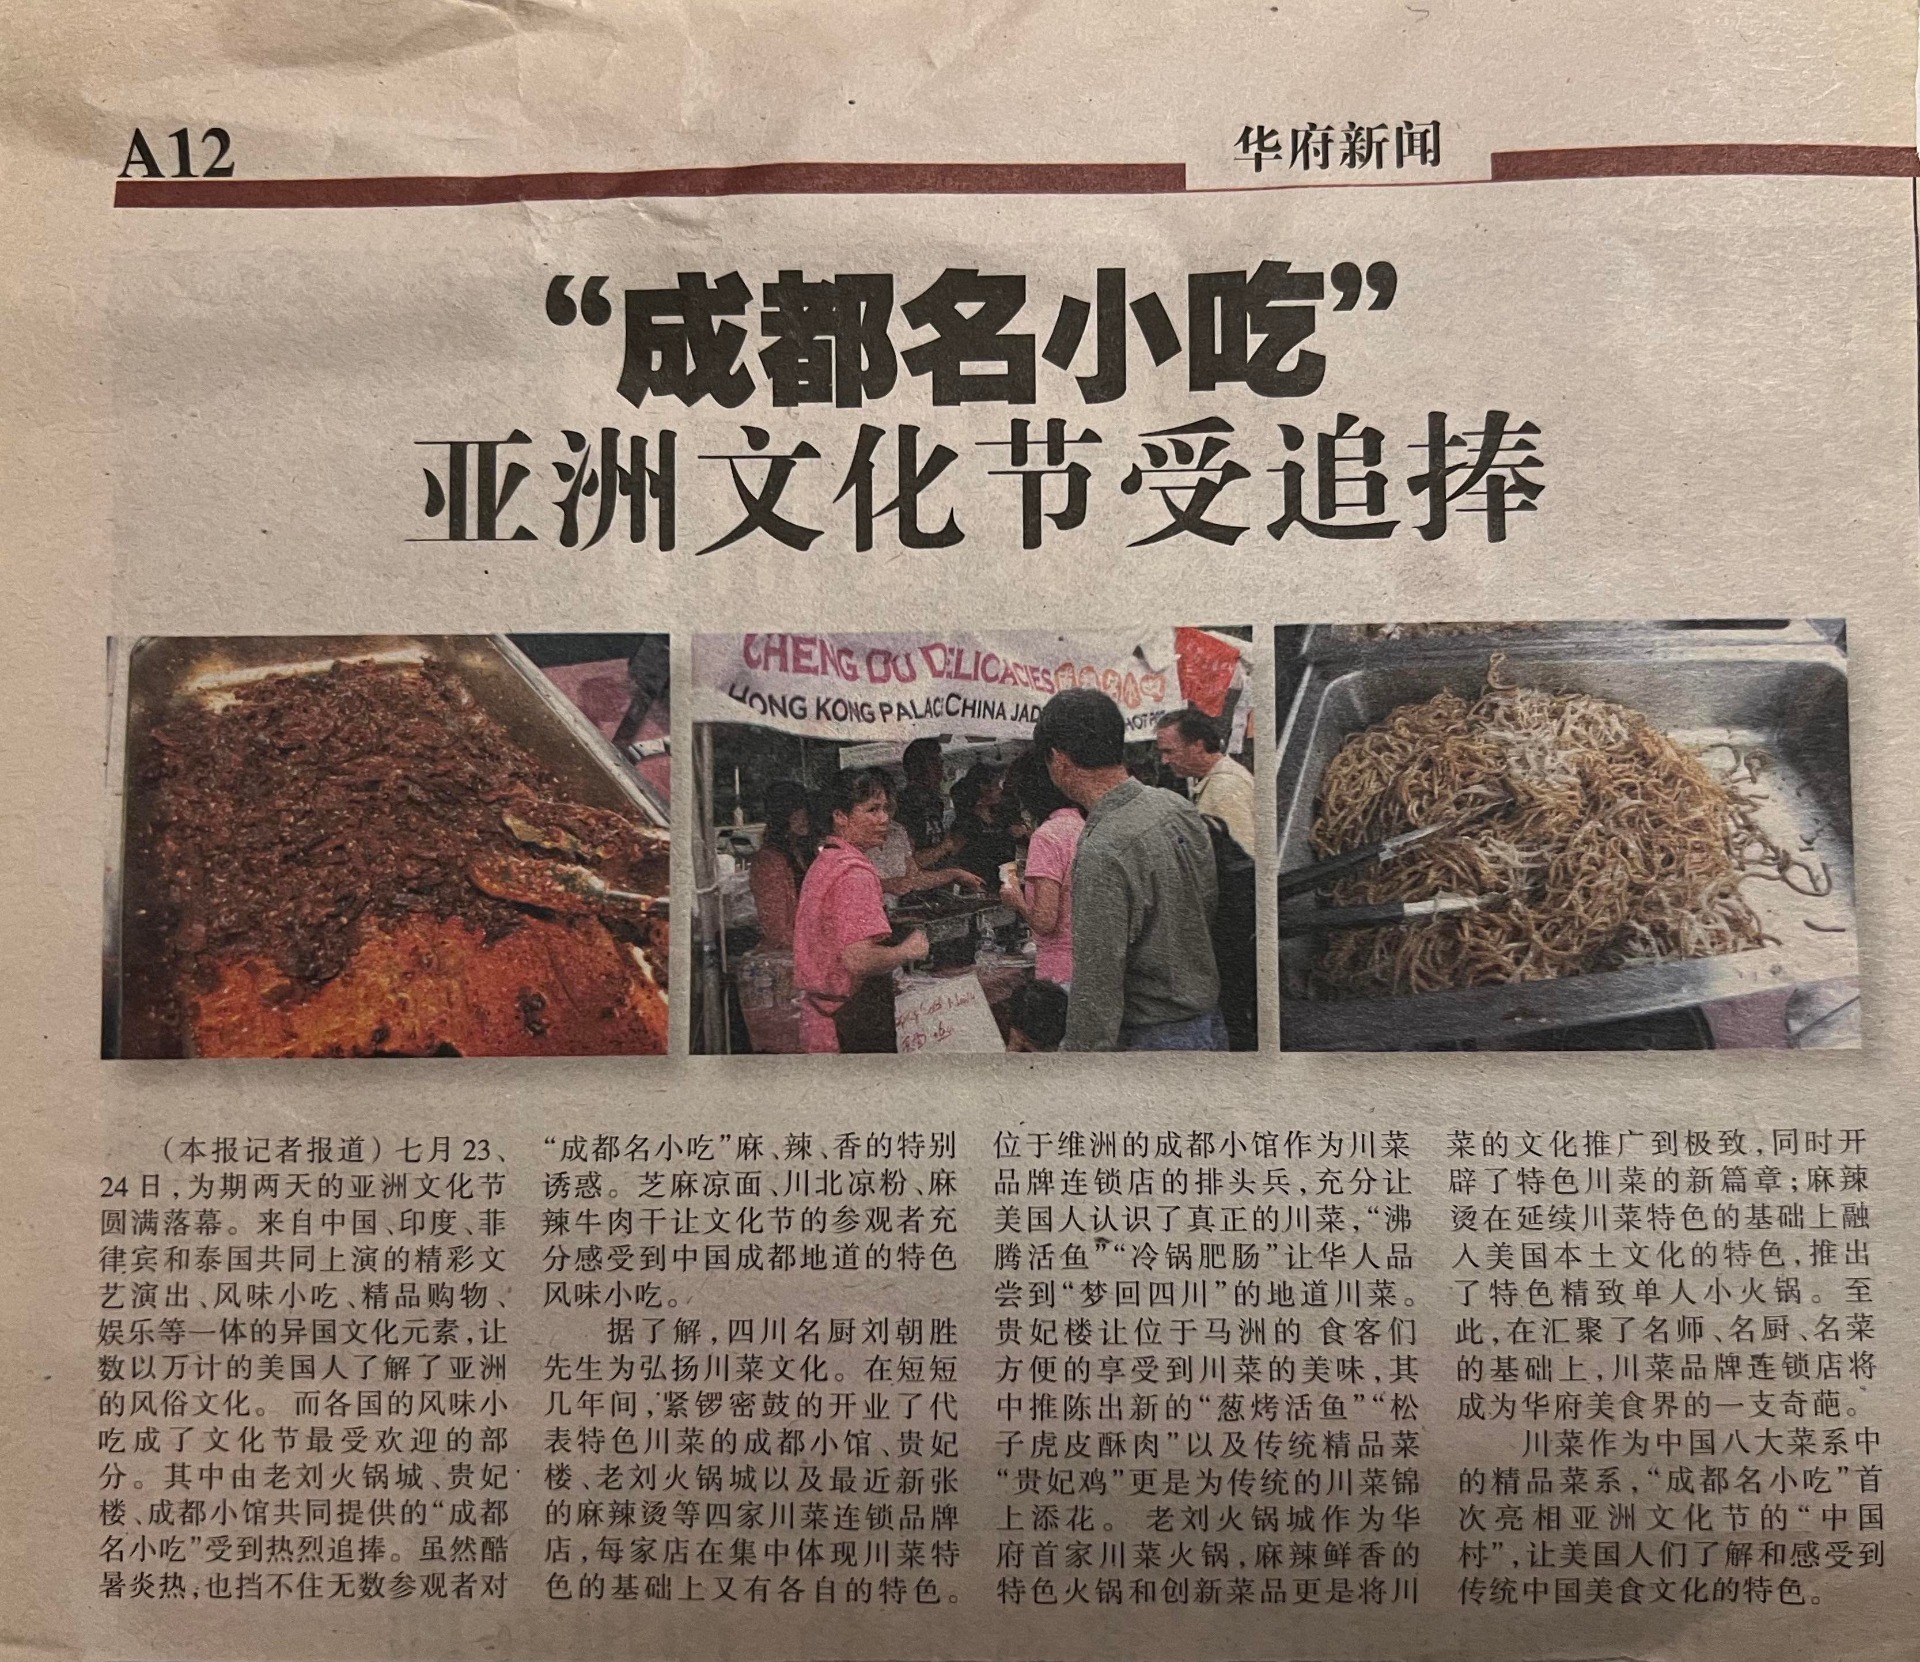 A12
华府新闻
“成都名小吃”
亚洲文化节受追捧
CHENG DU DELICACIES
HONG KONG PALAC CHINA JAD
HOT POT
（本报记者报道）七月 23、
24 日，为期两天的亚洲文化节
圆满落幕。来自中国、印度、菲
律宾和泰国共同上演的精彩文
艺演出、风味小吃、精品购物、
娱乐等一体的异国文化元素，让
数以万计的美国人了解了亚洲
的风俗文化。 而各国的风味小
吃成了文化节最受欢迎的部
分。其中由老刘火锅城、贵妃
楼、成都小馆共同提供的“成都
名小吃”受到热烈追捧。虽然酷
暑炎热，也挡不住无数参观者对
“成都名小吃”麻、辣、香的特别
诱惑。芝麻凉面、川北凉粉、麻
辣牛肉干让文化节的参观者充
分感受到中国成都地道的特色
风味小吃。
据了解，四川名厨刘朝胜
先生为弘扬川菜文化。在短短
几年间，紧锣密鼓的开业了代
表特色川菜的成都小馆、贵妃
楼、老刘火锅城以及最近新张
的麻辣烫等四家川菜连锁品牌
店，每家店在集中体现川菜特
色的基础上又有各自的特色。
位于维洲的成都小馆作为川菜
品牌连锁店的排头兵，充分让
美国人认识了真正的川菜，“沸
腾活鱼”“冷锅肥肠”让华人品
尝到“梦回四川”的地道川菜。
贵妃楼让位于马洲的 食客们
方便的享受到川菜的美味，其
中推陈出新的“葱烤活鱼”“松
子虎皮酥肉”以及传统精品菜
“贵妃鸡”更是为传统的川菜锦
上添花。 老刘火锅城作为华
府首家川菜火锅，麻辣鲜香的
特色火锅和创新菜品更是将川
菜的文化推广到极致，同时开
辟了特色川菜的新篇章；麻辣
烫在延续川菜特色的基础上融
入美国本土文化的特色，推出
了特色精致单人小火锅。至
此，在汇聚了名师、名厨、名菜
的基础上，川菜品牌连锁店将
成为华府美食界的一支奇葩。
川菜作为中国八大菜系中
的精品菜系，“成都名小吃”首
次亮相亚洲文化节的“中国
村”，让美国人们了解和感受到
传统中国美食文化的特色。